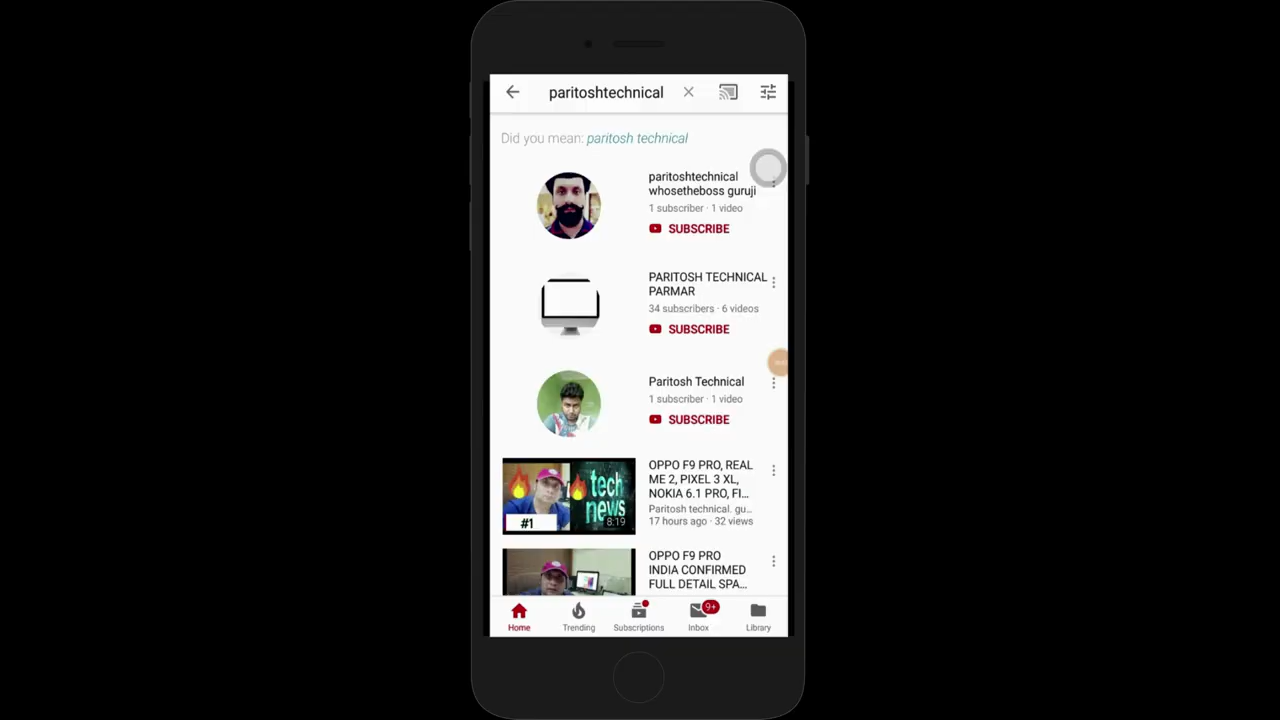 paritoshtechnical
Did you mean: paritosh technical
paritoshtechnical
whosetheboss guruji
1 subscriber · 1 video
SUBSCRIBE
PARITOSH TECHNICAL
PARMAR
34 subscribers · 6 videos
SUBSCRIBE
Paritosh Technical
1 subscriber · 1 video
SUBSCRIBE
tech
news
#1
8:19
OPPO F9 PRO, REAL
ME 2, PIXEL 3 XL,
NOKIA 6.1 PRO, FI...
Paritosh technical. gu...
17 hours ago · 32 views
OPPO F9 PRO
INDIA CONFIRMED
FULL DETAIL SPA...
9+
Home
Trending
Subscriptions
Inbox
Library